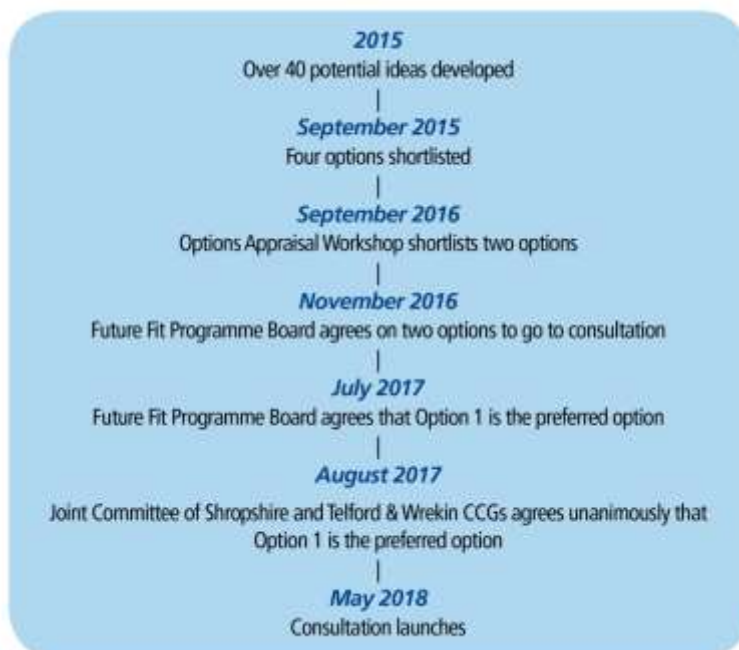 2015
Over 40 potential ideas developed
September 2015
Four options shortlisted
September 2016
Options Appraisal Workshop shortlists two options
November 2016
Future Fit Programme Board agrees on two options to go to consultation
July 2017
Future Fit Programme Board agrees that Option 1 is the preferred option
August 2017
Joint Committee of Shropshire and Telford & Wrekin CCGs agrees unanimously that
Option 1 is the preferred option
May 2018
Consultation launches